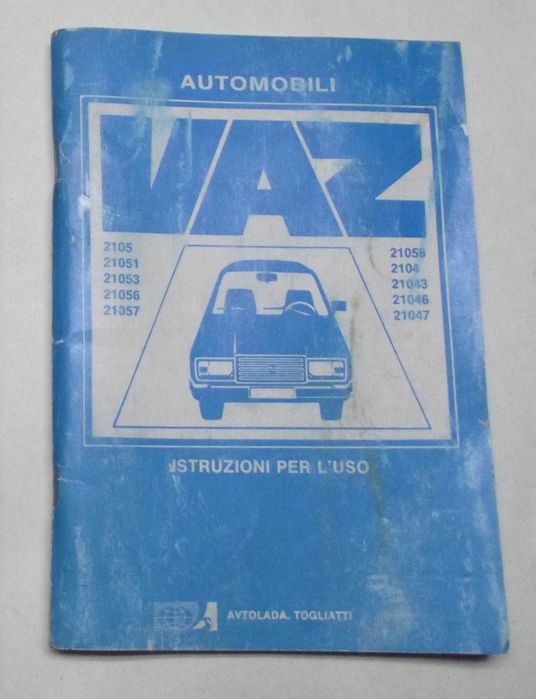 AUTOMOBILI
VAZ
2105
21051
21053
21056
21057
21058
2104
21043
21046
21047
ISTRUZIONI PER L'USO
AVTOLADA. TOGLIATTI